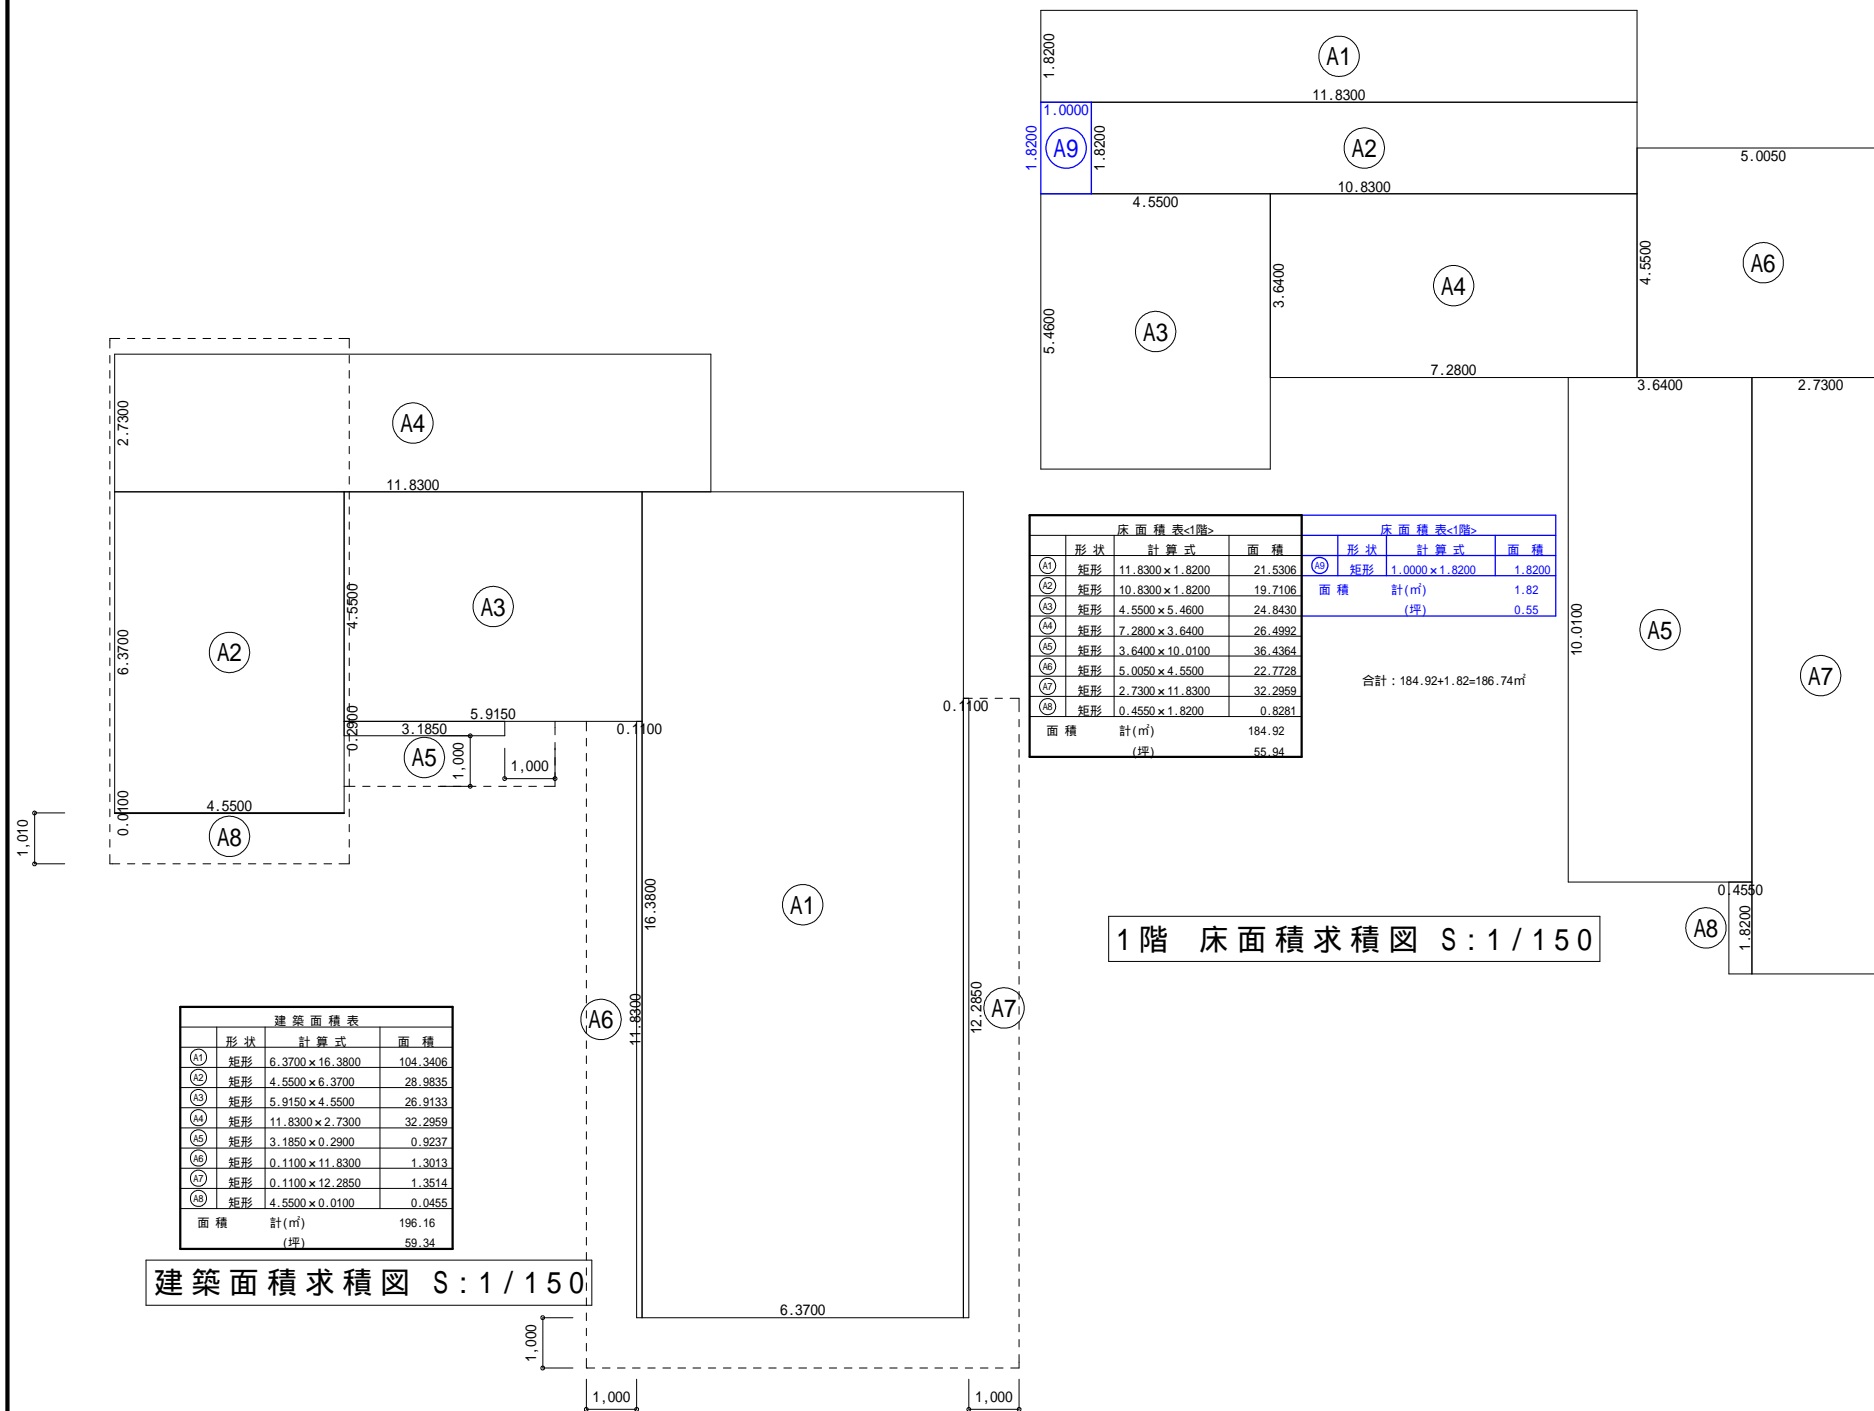 A1
1.8200
11.8300
A9
1.0000
1.8200
1.8200
A2
10.8300
5.0050
4.5500
A6
4.5500
A3
5.4600
3.6400
A4
7.2800
3.6400
2.7300
A5
10.0100
A7
0.4550
A8
1.8200
床面積表<1階>
形状 計算式 面積
A1 矩形 11.8300×1.8200 21.5306
A2 矩形 10.8300×1.8200 19.7106
A3 矩形 4.5500×5.4600 24.8430
A4 矩形 7.2800×3.6400 26.4992
A5 矩形 3.6400×10.0100 36.4364
A6 矩形 5.0050×4.5500 22.7728
A7 矩形 2.7300×11.8300 32.2959
A8 矩形 0.4550×1.8200 0.8281
面積 計(㎡) 184.92
(坪) 55.94
床面積表<1階>
形状 計算式 面積
A9 矩形 1.0000×1.8200 1.8200
面積 計(㎡) 1.82
(坪) 0.55
合計：184.92+1.82=186.74㎡
1階 床面積求積図 S:1/150
A4
2.7300
11.8300
A2
6.3700
4.5500
A3
4.5500
5.9150
0.2900
3.1850
A5
1,000
1,000
0.0100
4.5500
A8
1,010
0.1100
0.1100
A1
16.3800
A6
11.8300
A7
12.2850
6.3700
1,000
1,000
1,000
建築面積表
形状 計算式 面積
A1 矩形 6.3700×16.3800 104.3406
A2 矩形 4.5500×6.3700 28.9835
A3 矩形 5.9150×4.5500 26.9133
A4 矩形 11.8300×2.7300 32.2959
A5 矩形 3.1850×0.2900 0.9237
A6 矩形 0.1100×11.8300 1.3013
A7 矩形 0.1100×12.2850 1.3514
A8 矩形 4.5500×0.0100 0.0455
面積 計(㎡) 196.16
(坪) 59.34
建築面積求積図 S:1/150